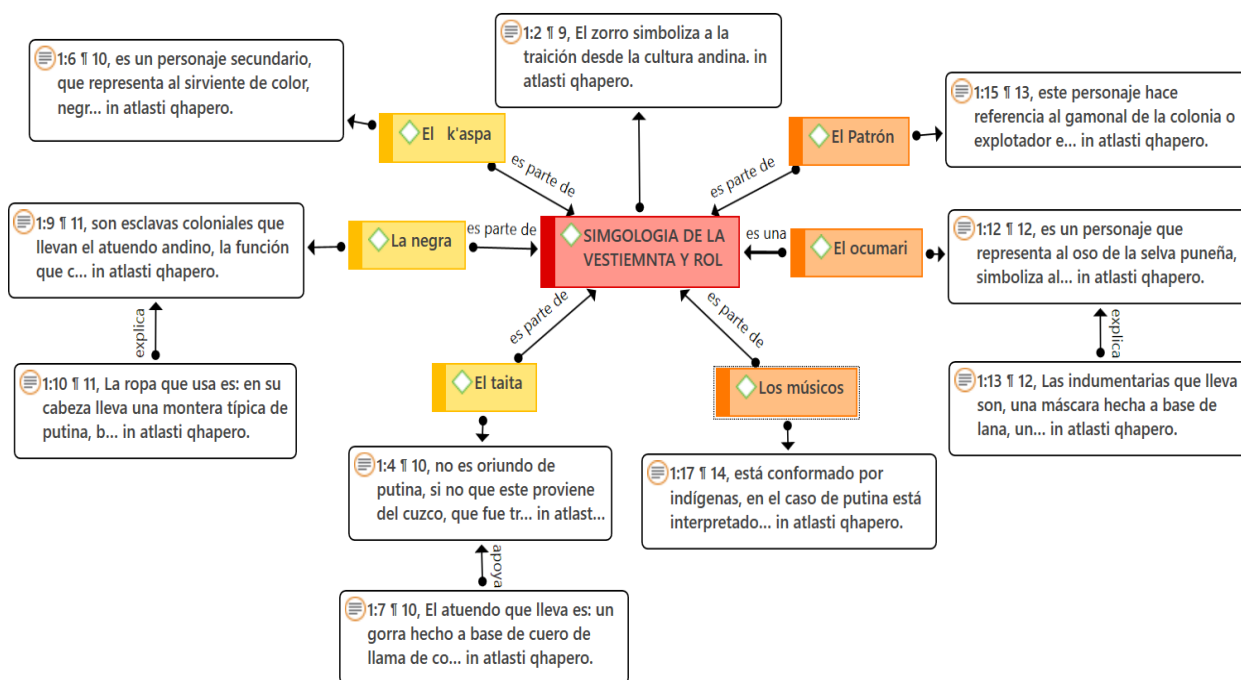 1:2 ¶ 9, El zorro simboliza a la
traición desde la cultura andina. in
atlasti qhapero.
1:6 ¶ 10, es un personaje secundario,
que representa al sirviente de color,
negr... in atlasti qhapero.
El k'aspa
es parte de
El Patrón
es parte de
1:15 ¶ 13, este personaje hace
referencia al gamonal de la colonia o
explotador e... in atlasti qhapero.
1:9 ¶ 11, son esclavas coloniales que
llevan el atuendo andino, la función
que c... in atlasti qhapero.
La negra
es parte de
SIMGOLOGIA DE LA
VESTIEMNTA Y ROL
es una
El ocumari
1:12 ¶ 12, es un personaje que
representa al oso de la selva puneña,
simboliza al... in atlasti qhapero.
explica
es parte de
es parte de
explica
1:10 ¶ 11, La ropa que usa es: en su
cabeza lleva una montera típica de
putina, b... in atlasti qhapero.
El taita
Los músicos
1:13 ¶ 12, Las indumentarias que lleva
son, una máscara hecha a base de
lana, un... in atlasti qhapero.
1:4 ¶ 10, no es oriundo de
putina, si no que este proviene
del cuzco, que fue tr... in atlast...
1:17 ¶ 14, está conformado por
indígenas, en el caso de putina está
interpretado... in atlasti qhapero.
apoya
1:7 ¶ 10, El atuendo que lleva es: un
gorra hecho a base de cuero de
llama de co... in atlasti qhapero.